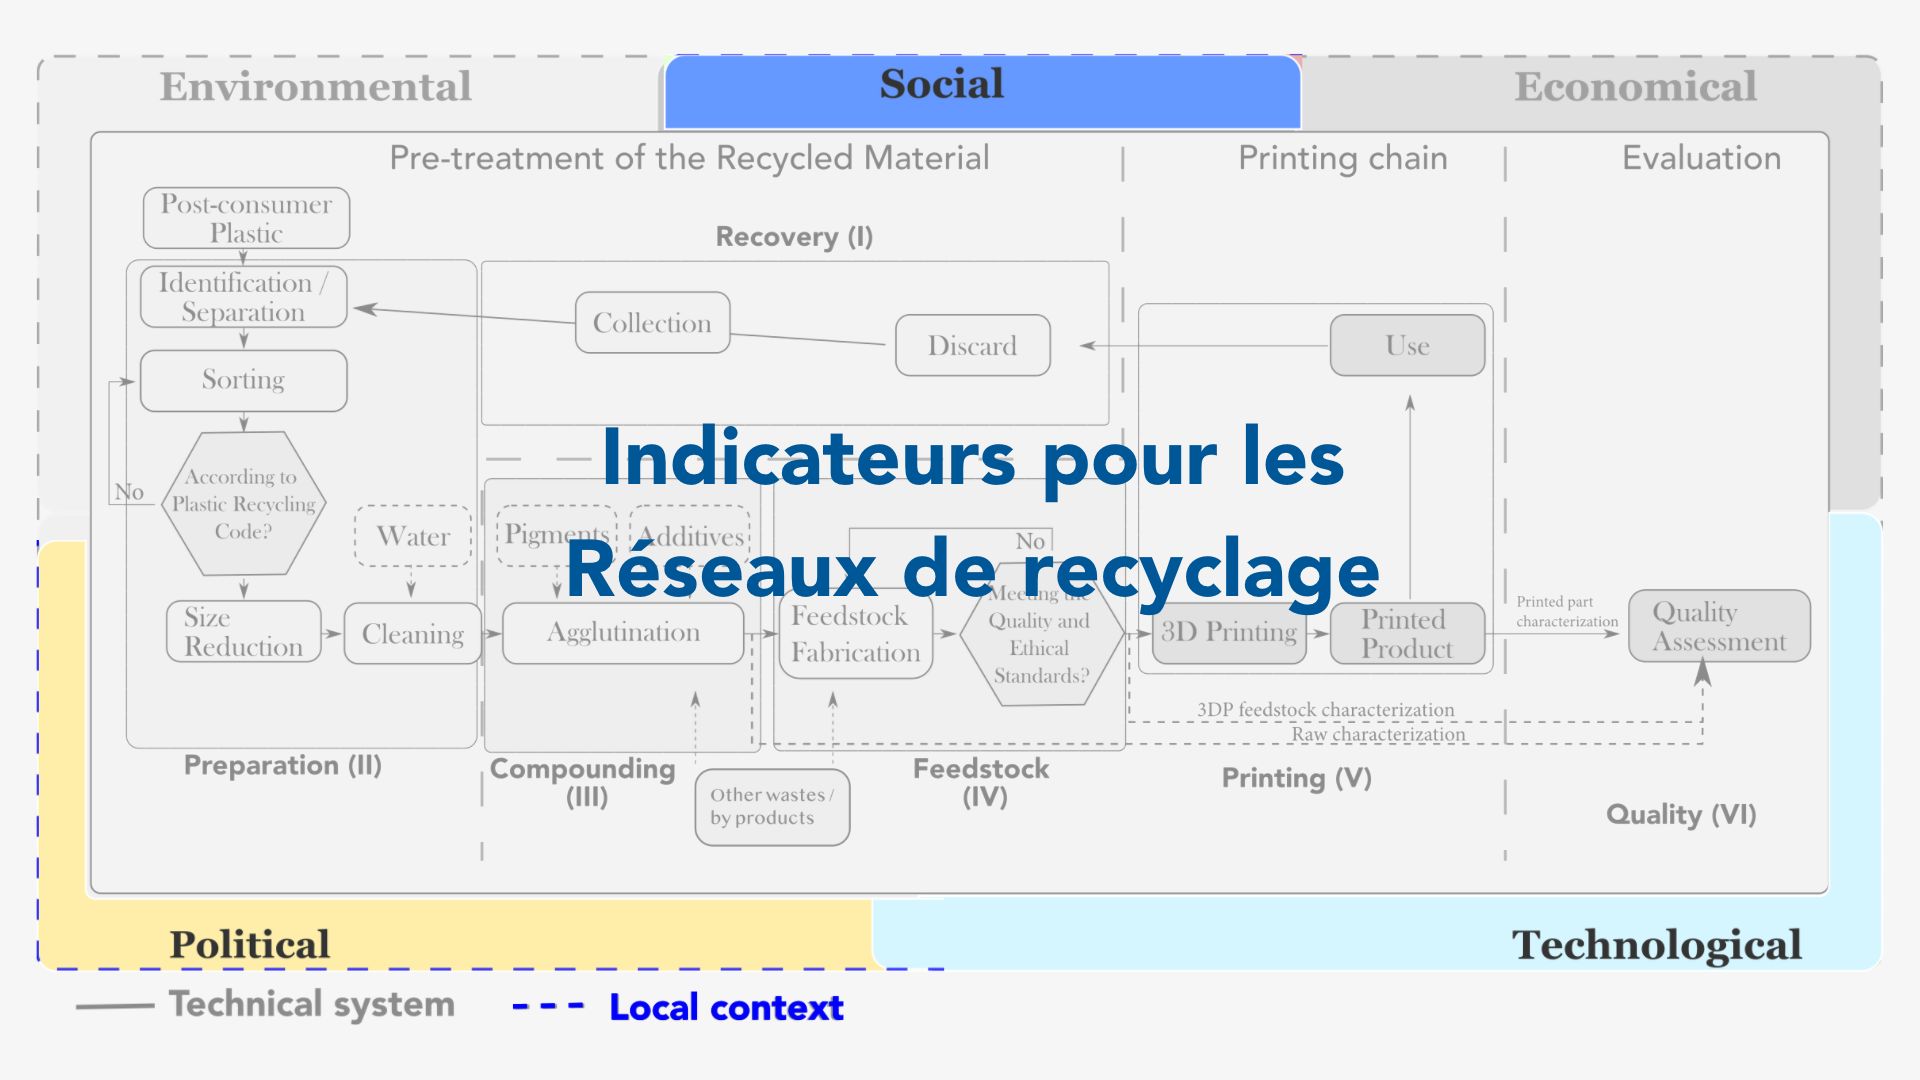 Environmental
Social
Economical
Pre-treatment of the Recycled Material
Printing chain
Evaluation
Post-consumer
Plastic
Recovery (I)
Identification /
Separation
Collection
Discard
Use
Sorting
According to
Plastic Recycling
Code?
No
Indicateurs pour les
Réseaux de recyclage
Water
Pigments
Additives
No
Size
Reduction
Cleaning
Agglutination
Feedstock
Fabrication
Meeting the
Quality and
Ethical
Standards?
3D Printing
Printed
Product
Printed part
characterization
Quality
Assessment
3DP feedstock characterization
Raw characterization
Preparation (II)
Compounding
(III)
Other wastes /
by products
Feedstock
(IV)
Printing (V)
Quality (VI)
Political
Technological
Technical system
Local context